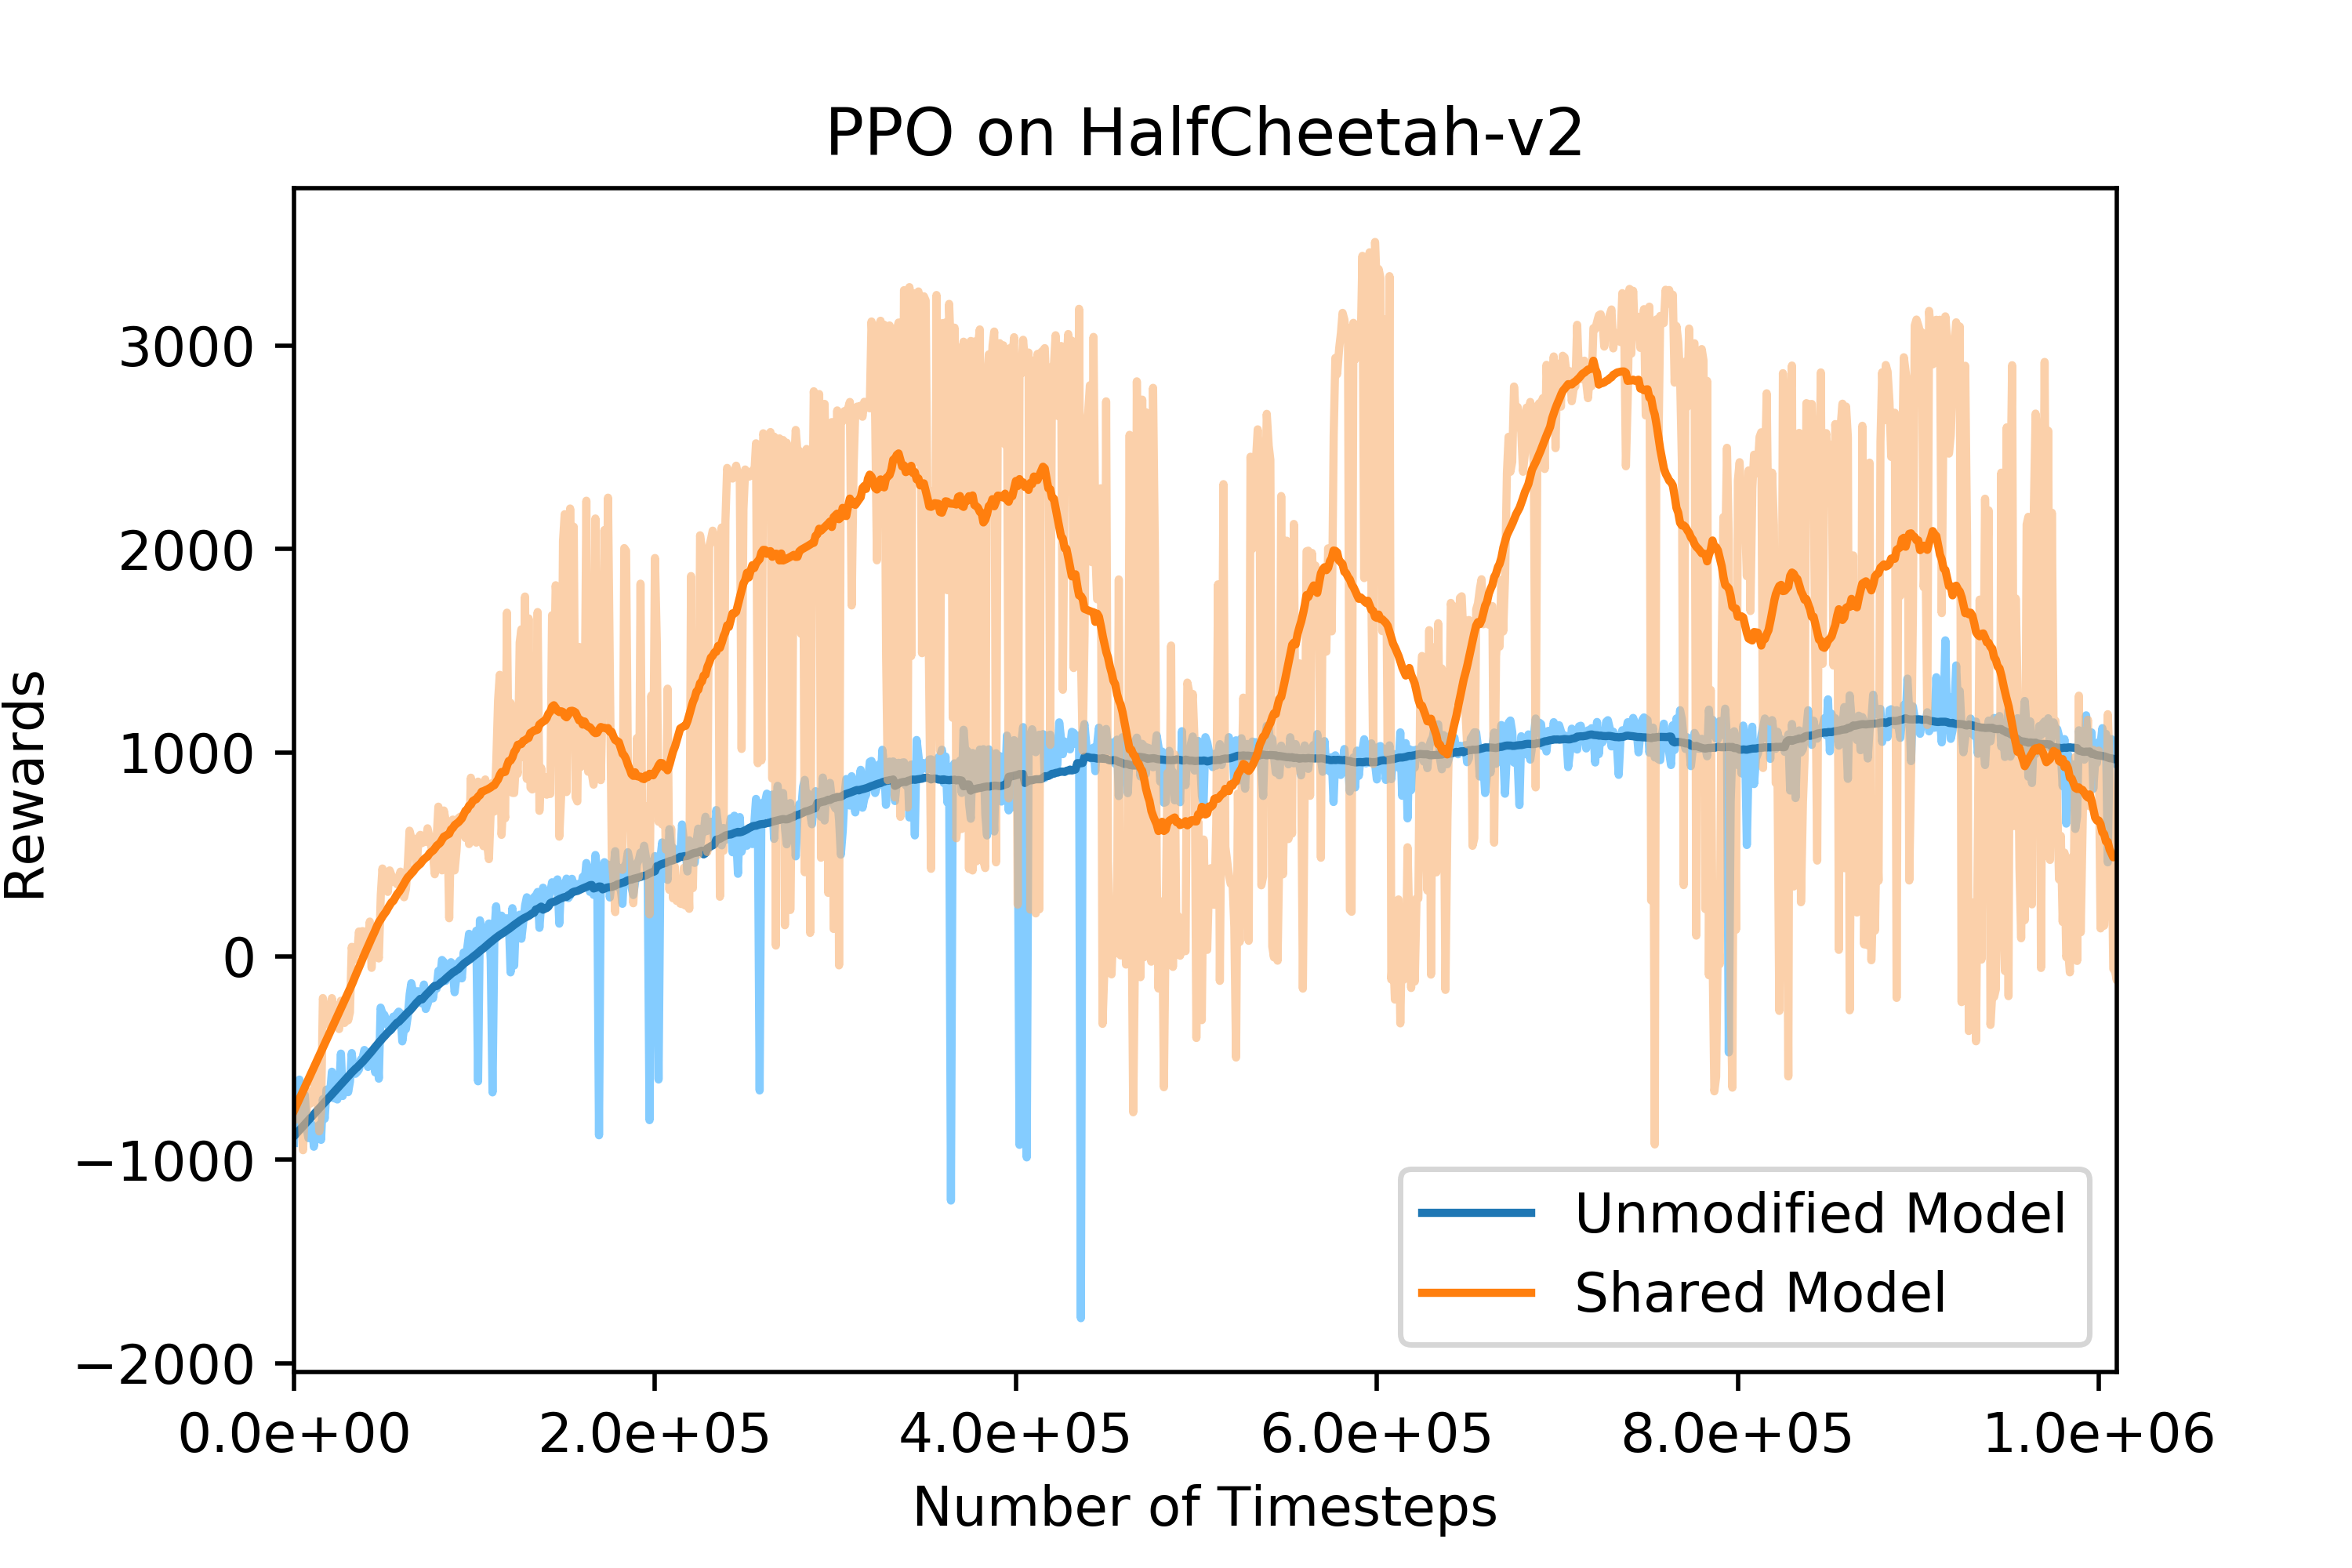 PPO on HalfCheetah-v2
3000
2000
1000
0
−1000
−2000
Rewards
0.0e+00 2.0e+05 4.0e+05 6.0e+05 8.0e+05 1.0e+06
Number of Timesteps
Unmodified Model
Shared Model